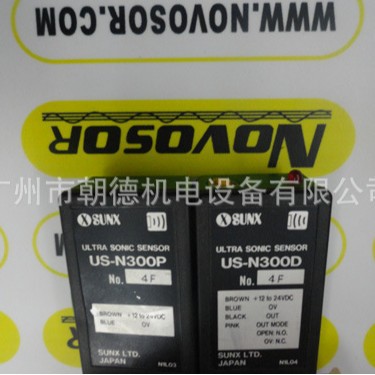 WWW.NOVOSOR.COM
NOVOSOR
广州市朝德机电设备有限公司
SUNX
ULTRA SONIC SENSOR
US-N300P
No. 4F
BROWN +12 to 24VDC
BLUE 0V
SUNX LTD.
JAPAN
N9L03
SUNX
ULTRA SONIC SENSOR
US-N300D
No. 4F
BROWN +12 to 24VDC
BLUE 0V
BLACK OUT
PINK OUT MODE
OPEN: N.O.
0V: N.C.
SUNX LTD.
JAPAN
N9L04